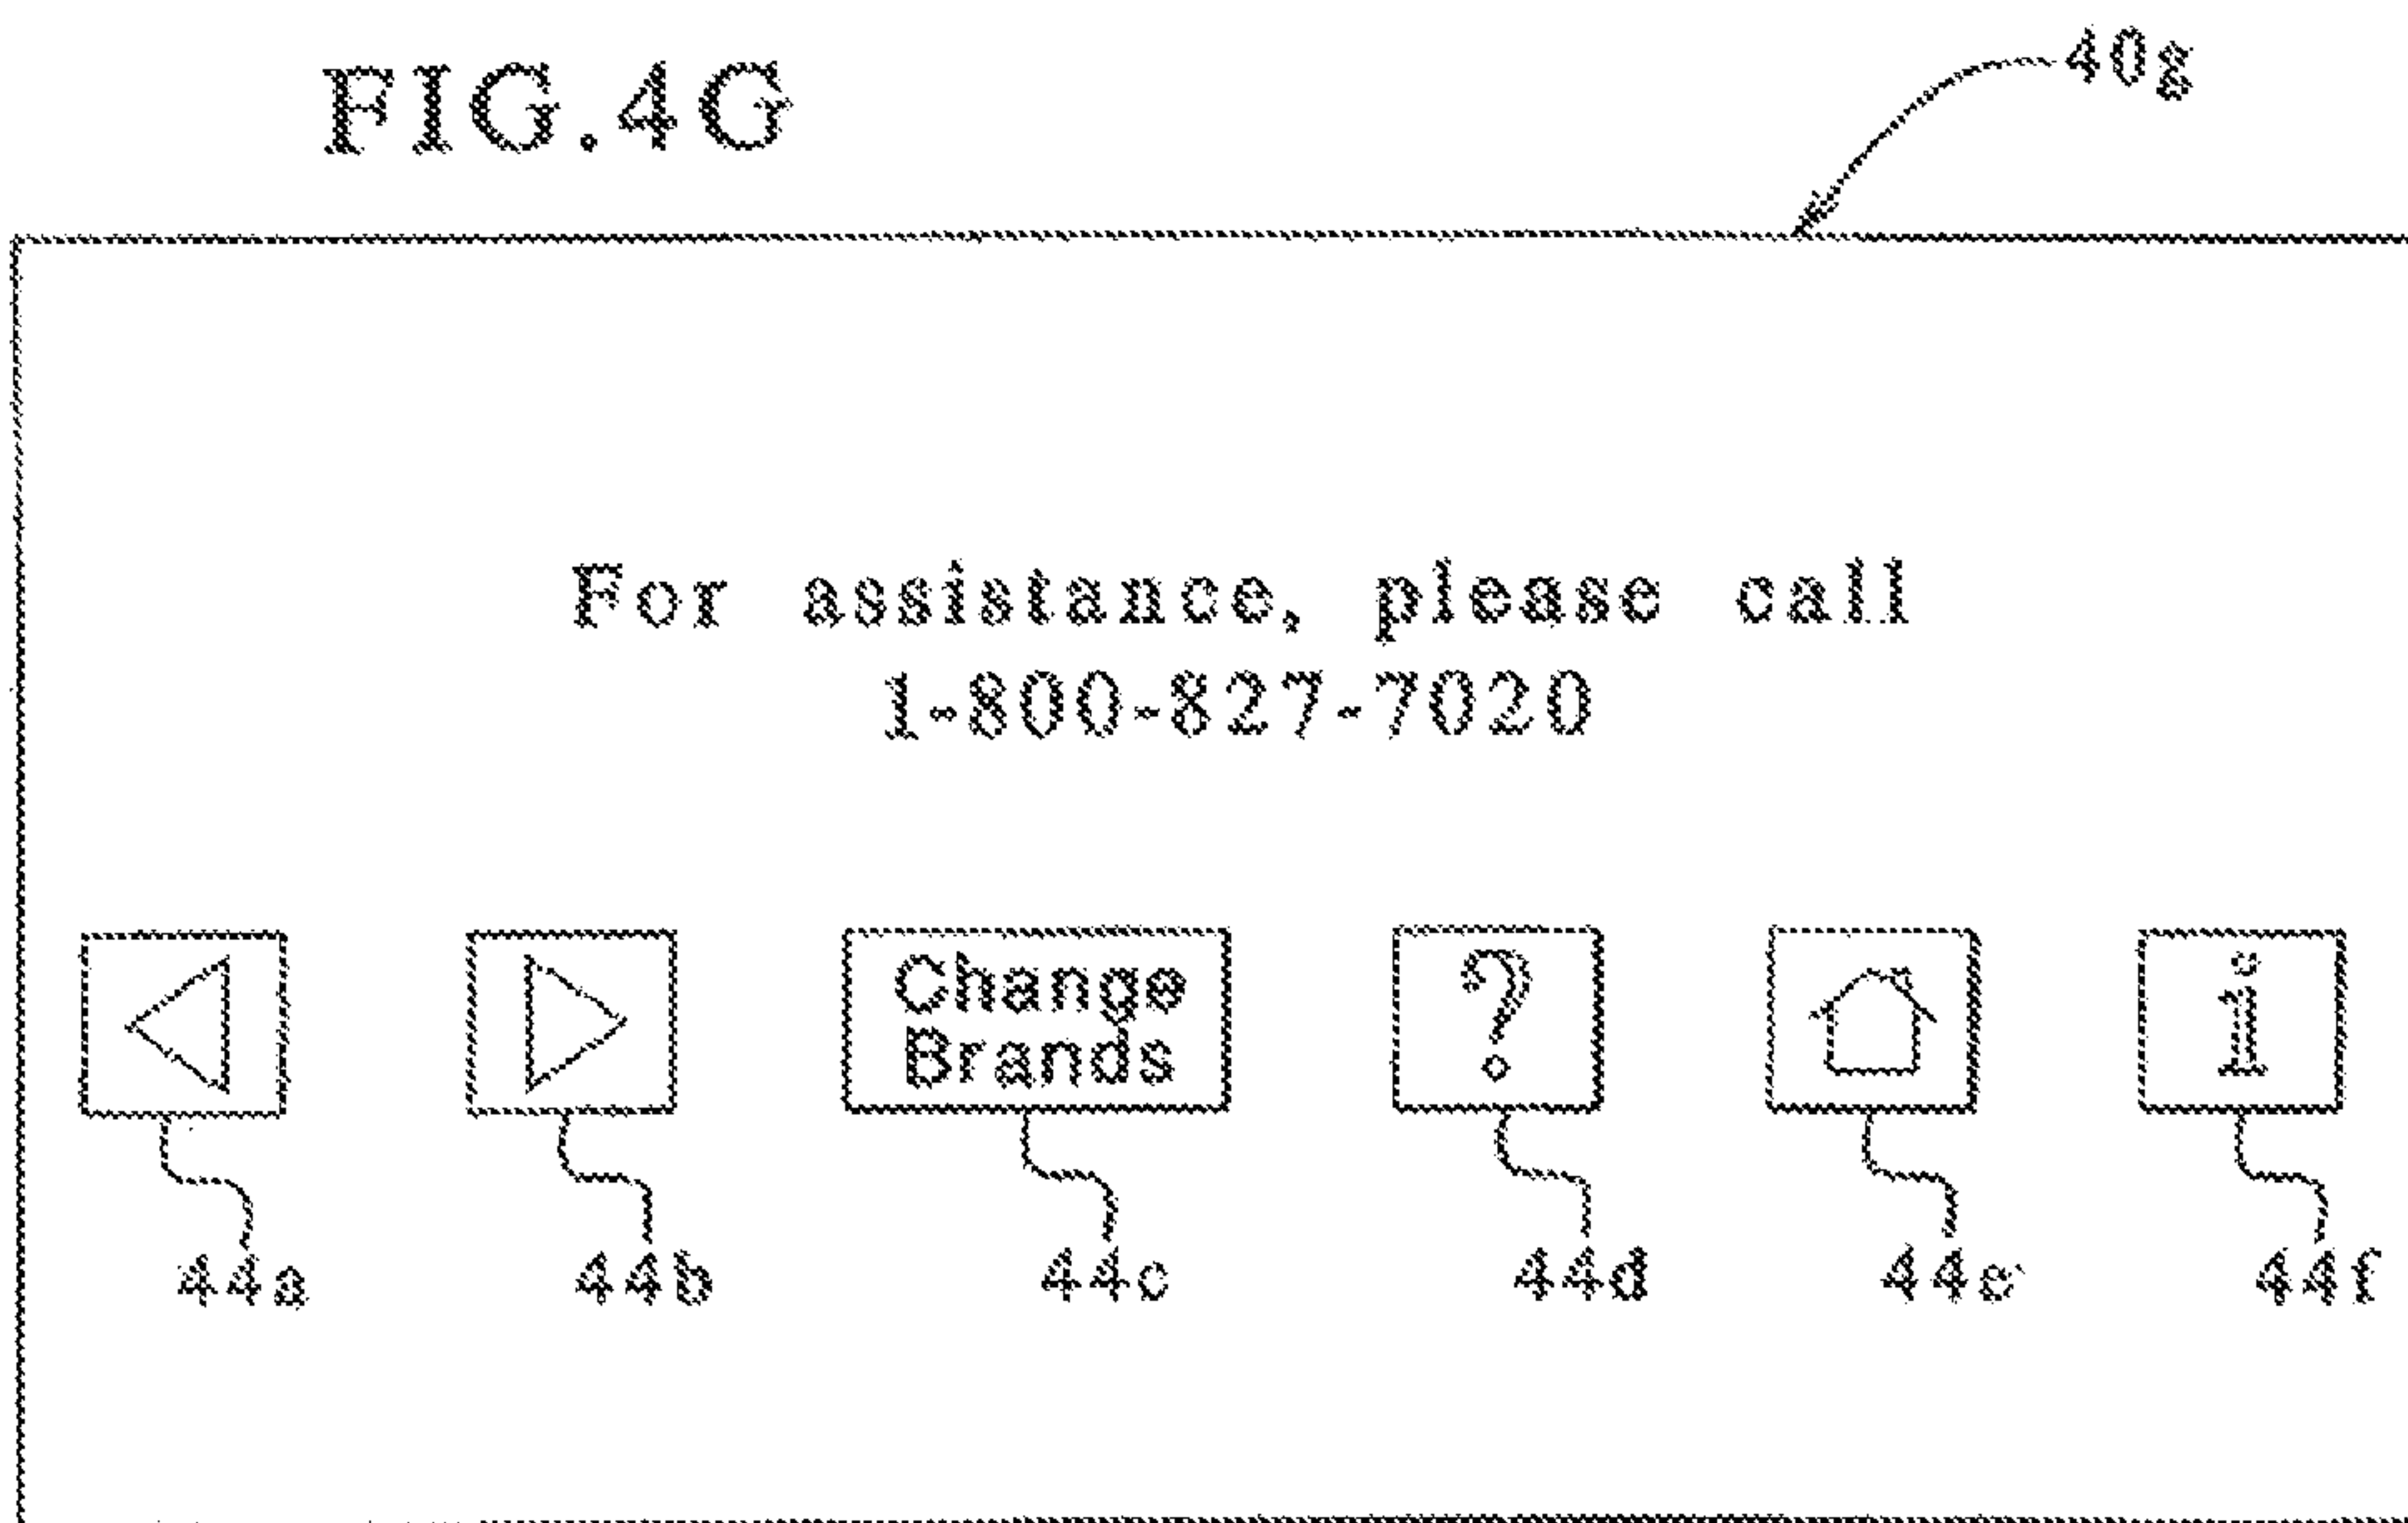 FIG.4G
40g
For assistance, please call
1-800-827-7020
Change
Brands
?
i
44a 44b 44c 44d 44e 44f